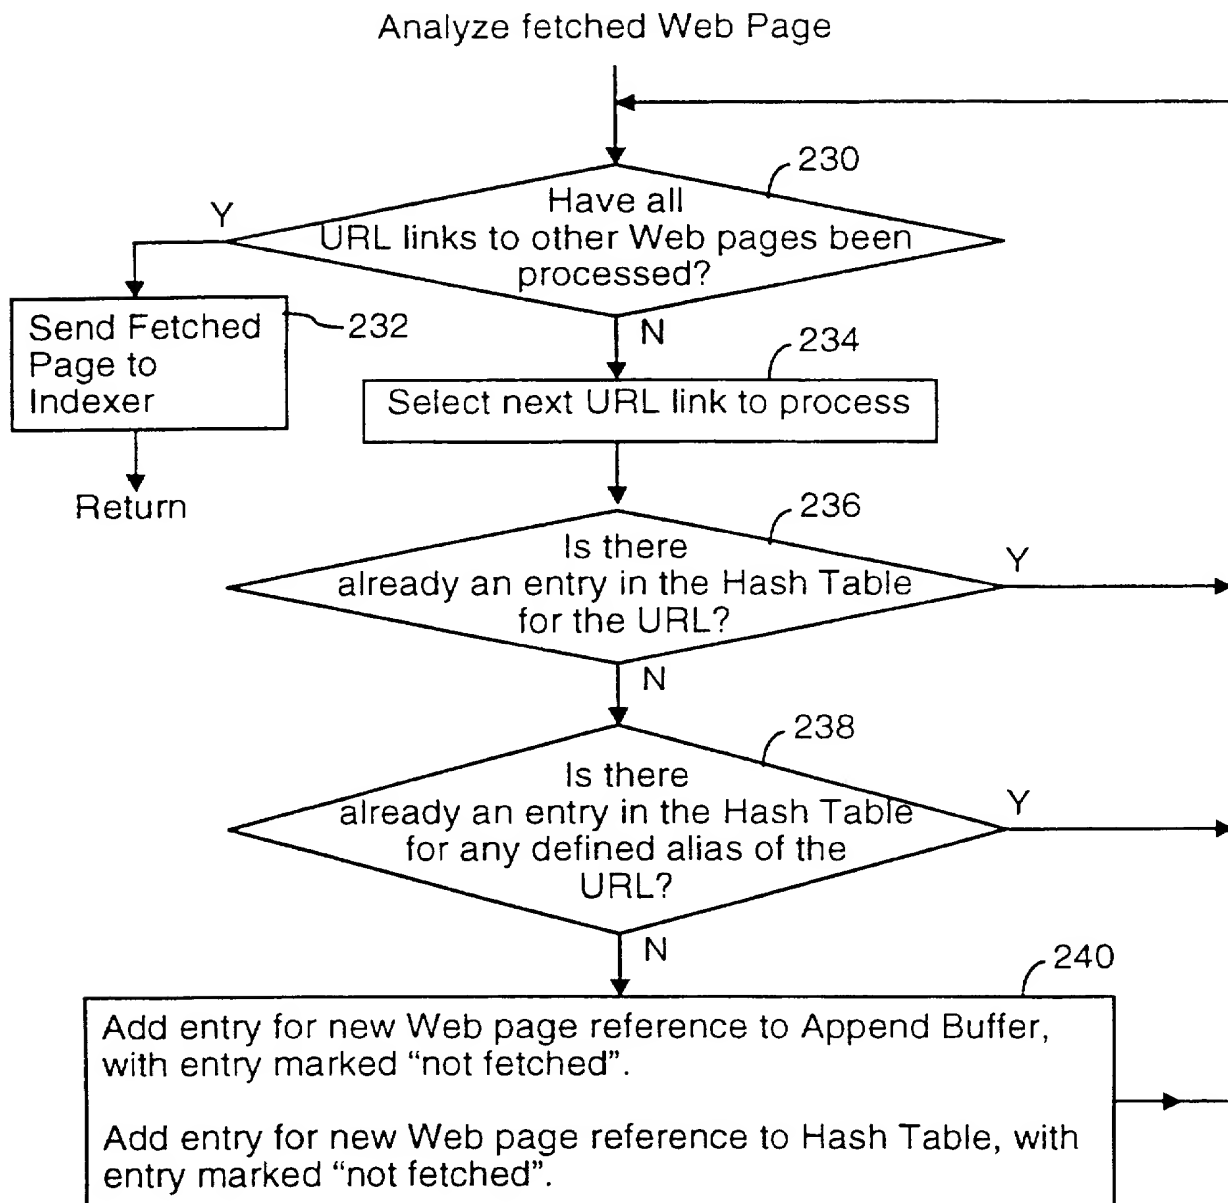 Analyze fetched Web Page
230
Have all
URL links to other Web pages been
processed?
Y
N
Send Fetched
Page to
Indexer
232
Return
234
Select next URL link to process
236
Is there
already an entry in the Hash Table
for the URL?
Y
N
238
Is there
already an entry in the Hash Table
for any defined alias of the
URL?
Y
N
240
Add entry for new Web page reference to Append Buffer,
with entry marked “not fetched”.
Add entry for new Web page reference to Hash Table, with
entry marked “not fetched”.